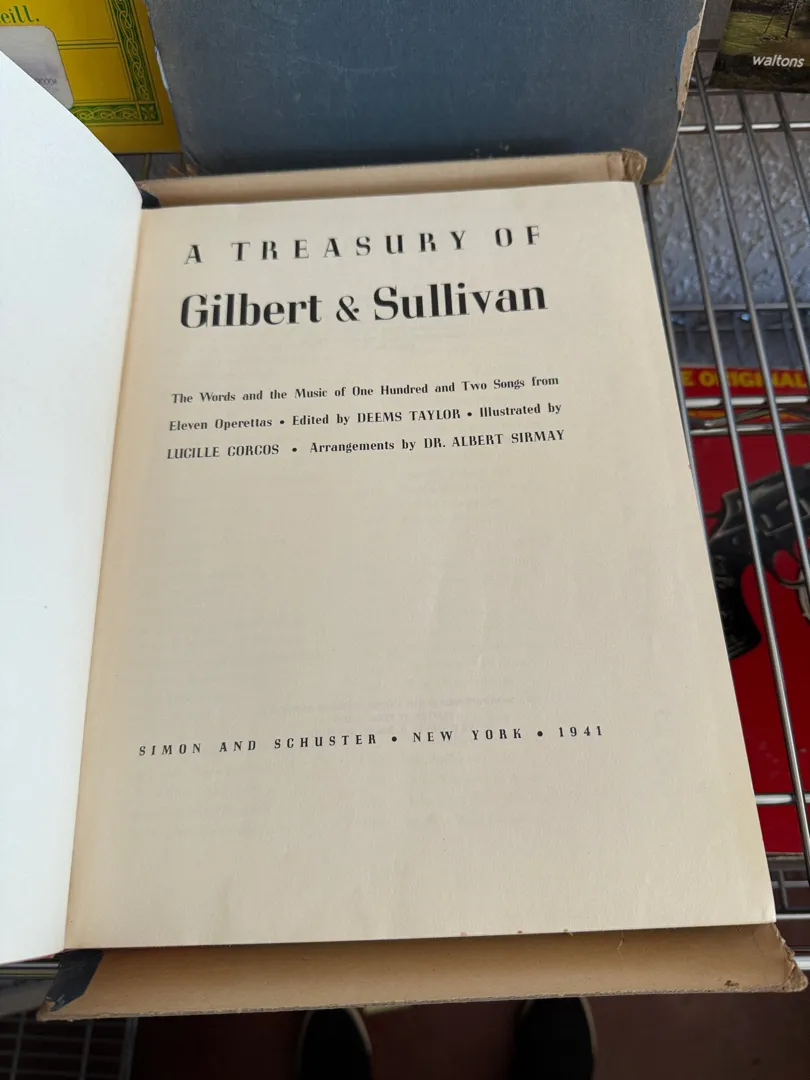 eill.
waltons
A TREASURY OF
Gilbert & Sullivan
The Words and the Music of One Hundred and Two Songs from
Eleven Operettas • Edited by DEEMS TAYLOR • Illustrated by
LUCILLE CORCOS • Arrangements by DR. ALBERT SIRMAY
SIMON AND SCHUSTER • NEW YORK • 1941
E ORIGINAL